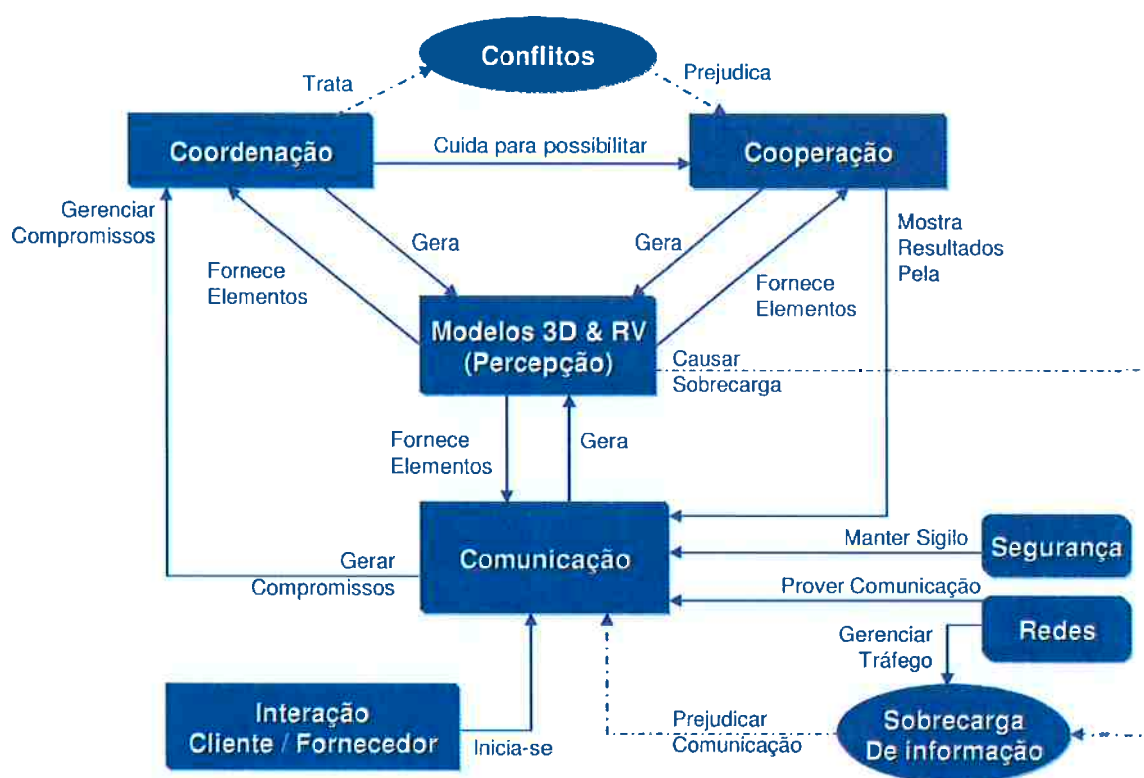 Conflitos
Trata
Prejudica
Coordenação
Cuida para possibilitar
Cooperação
Gerenciar
Compromissos
Gera
Gera
Mostra
Resultados
Pela
Fornece
Elementos
Fornece
Elementos
Modelos 3D & RV
(Percepção)
Causar
Sobrecarga
Fornece
Elementos
Gera
Comunicação
Gerar
Compromissos
Manter Sigilo
Segurança
Prover Comunicação
Redes
Gerenciar
Tráfego
Interação
Cliente / Fornecedor
Inicia-se
Prejudicar
Comunicação
Sobrecarga
De informação